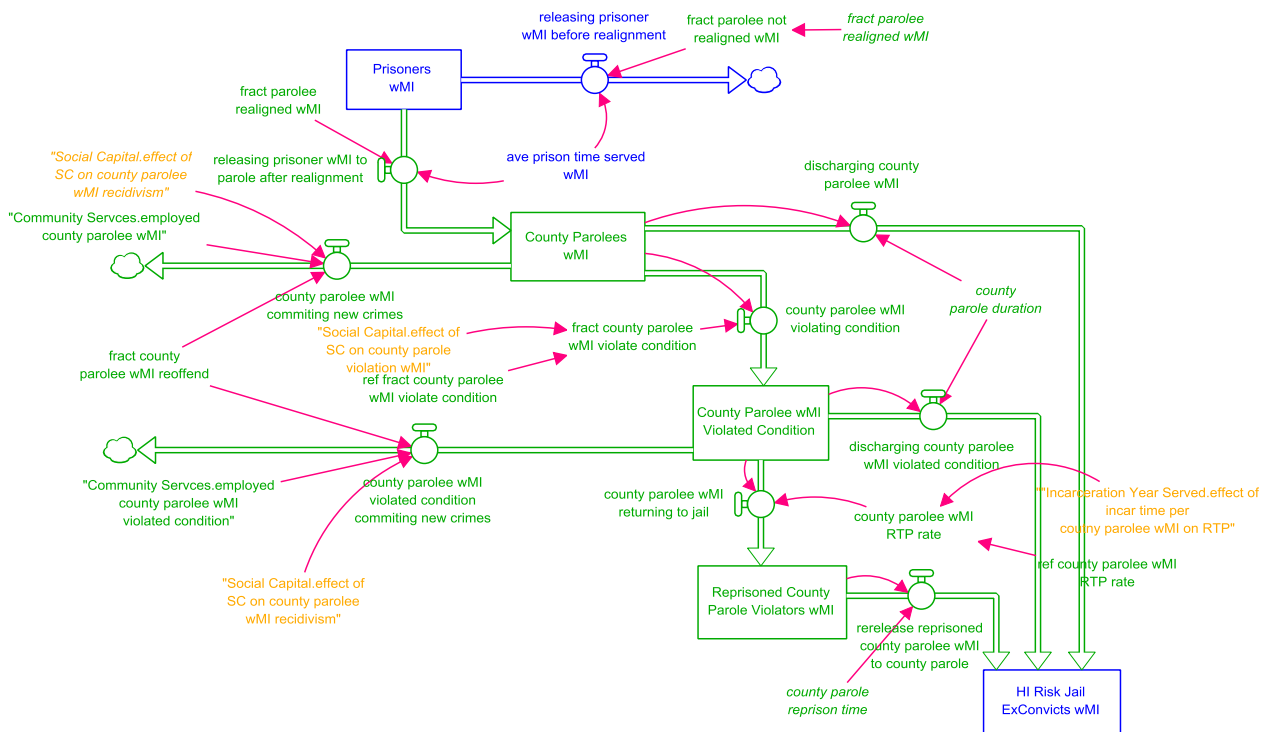 releasing prisoner
wMI before realignment
fract parolee not
realigned wMI
fract parolee
realigned wMI
Prisoners
wMI
fract parolee
realigned wMI
"Social Capital.effect of
SC on county parolee
wMI recidivism"
releasing prisoner wMI to
parole after realignment
ave prison time served
wMI
discharging county
parolee wMI
"Community Servces.employed
county parolee wMI"
County Parolees
wMI
county parolee wMI
commiting new crimes
county
parole duration
"Social Capital.effect of
SC on county parole
violation wMI"
fract county parolee
wMI violate condition
county parolee wMI
violating condition
fract county
parolee wMI reoffend
ref fract county parolee
wMI violate condition
County Parolee wMI
Violated Condition
discharging county parolee
wMI violated condition
"Community Servces.employed
county parolee wMI
violated condition"
county parolee wMI
violated condition
commiting new crimes
county parolee wMI
returning to jail
county parolee wMI
RTP rate
""Incarceration Year Served.effect of
incar time per
county parolee wMI on RTP"
ref county parolee wMI
RTP rate
"Social Capital.effect of
SC on county parolee
wMI recidivism"
Reprisoned County
Parole Violators wMI
rerelease reprisoned
county parolee wMI
to county parole
county parole
reprison time
HI Risk Jail
ExConvicts wMI